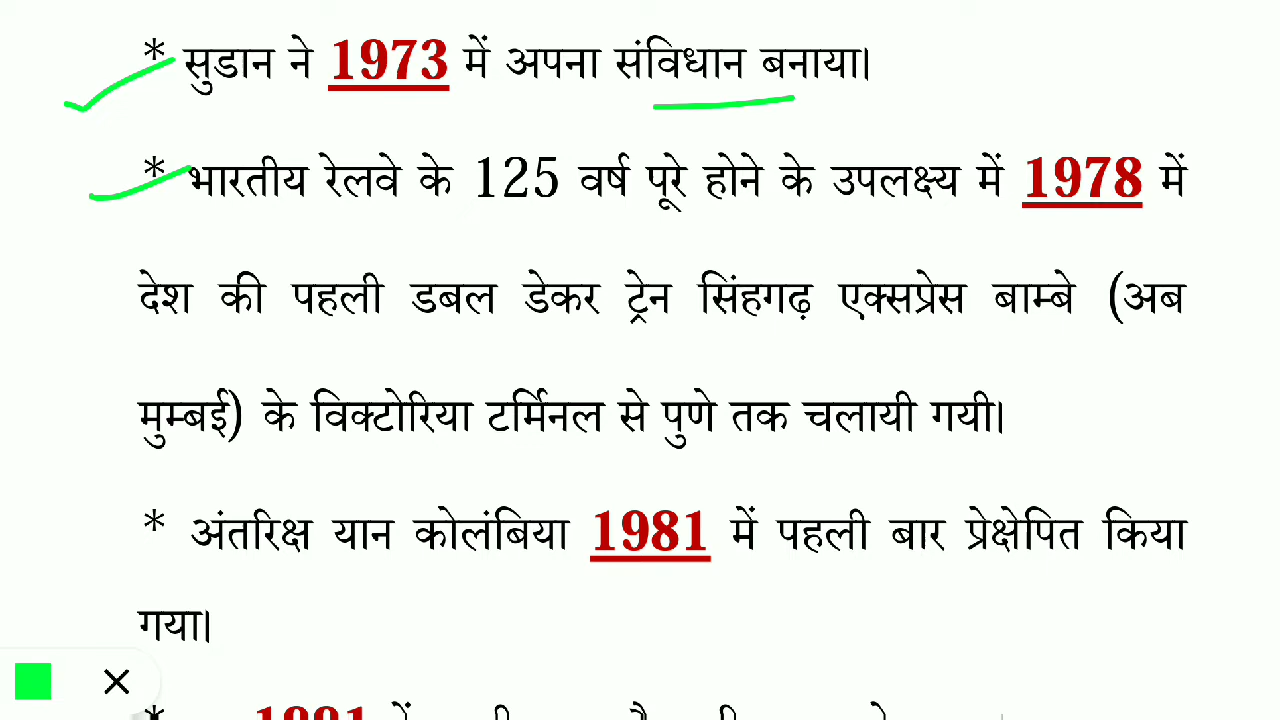 * सुडान ने 1973 में अपना संविधान बनाया।
* भारतीय रेलवे के 125 वर्ष पूरे होने के उपलक्ष्य में 1978 में
देश की पहली डबल डेकर ट्रेन सिंहगढ़ एक्सप्रेस बाम्बे (अब
मुम्बई) के विक्टोरिया टर्मिनल से पुणे तक चलायी गयी।
* अंतरिक्ष यान कोलंबिया 1981 में पहली बार प्रेक्षेपित किया
गया।